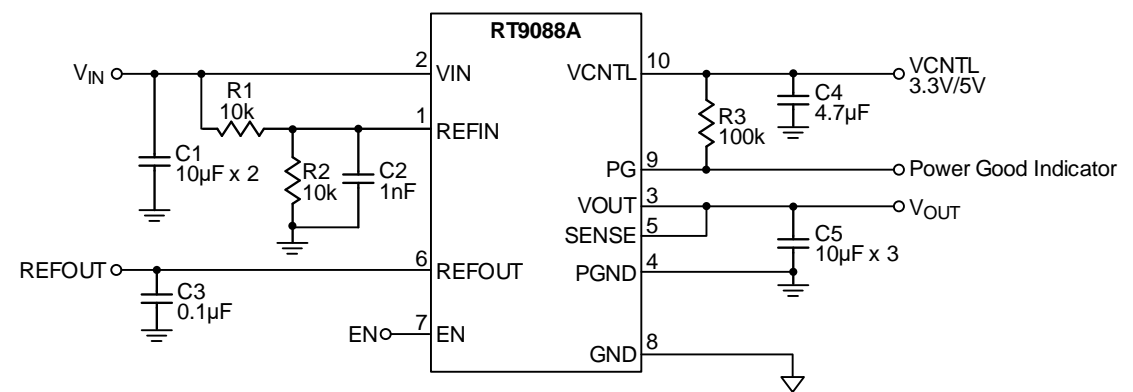 RT9088A
VIN
2
VIN
VCNTL
10
VCNTL
3.3V/5V
R1
10k
1
REFIN
C1
10µF x 2
R2
10k
C2
1nF
R3
100k
C4
4.7µF
PG
9
Power Good Indicator
VOUT
3
VOUT
SENSE
5
C5
10µF x 3
PGND
4
REFOUT
6
REFOUT
C3
0.1µF
EN
7
EN
GND
8